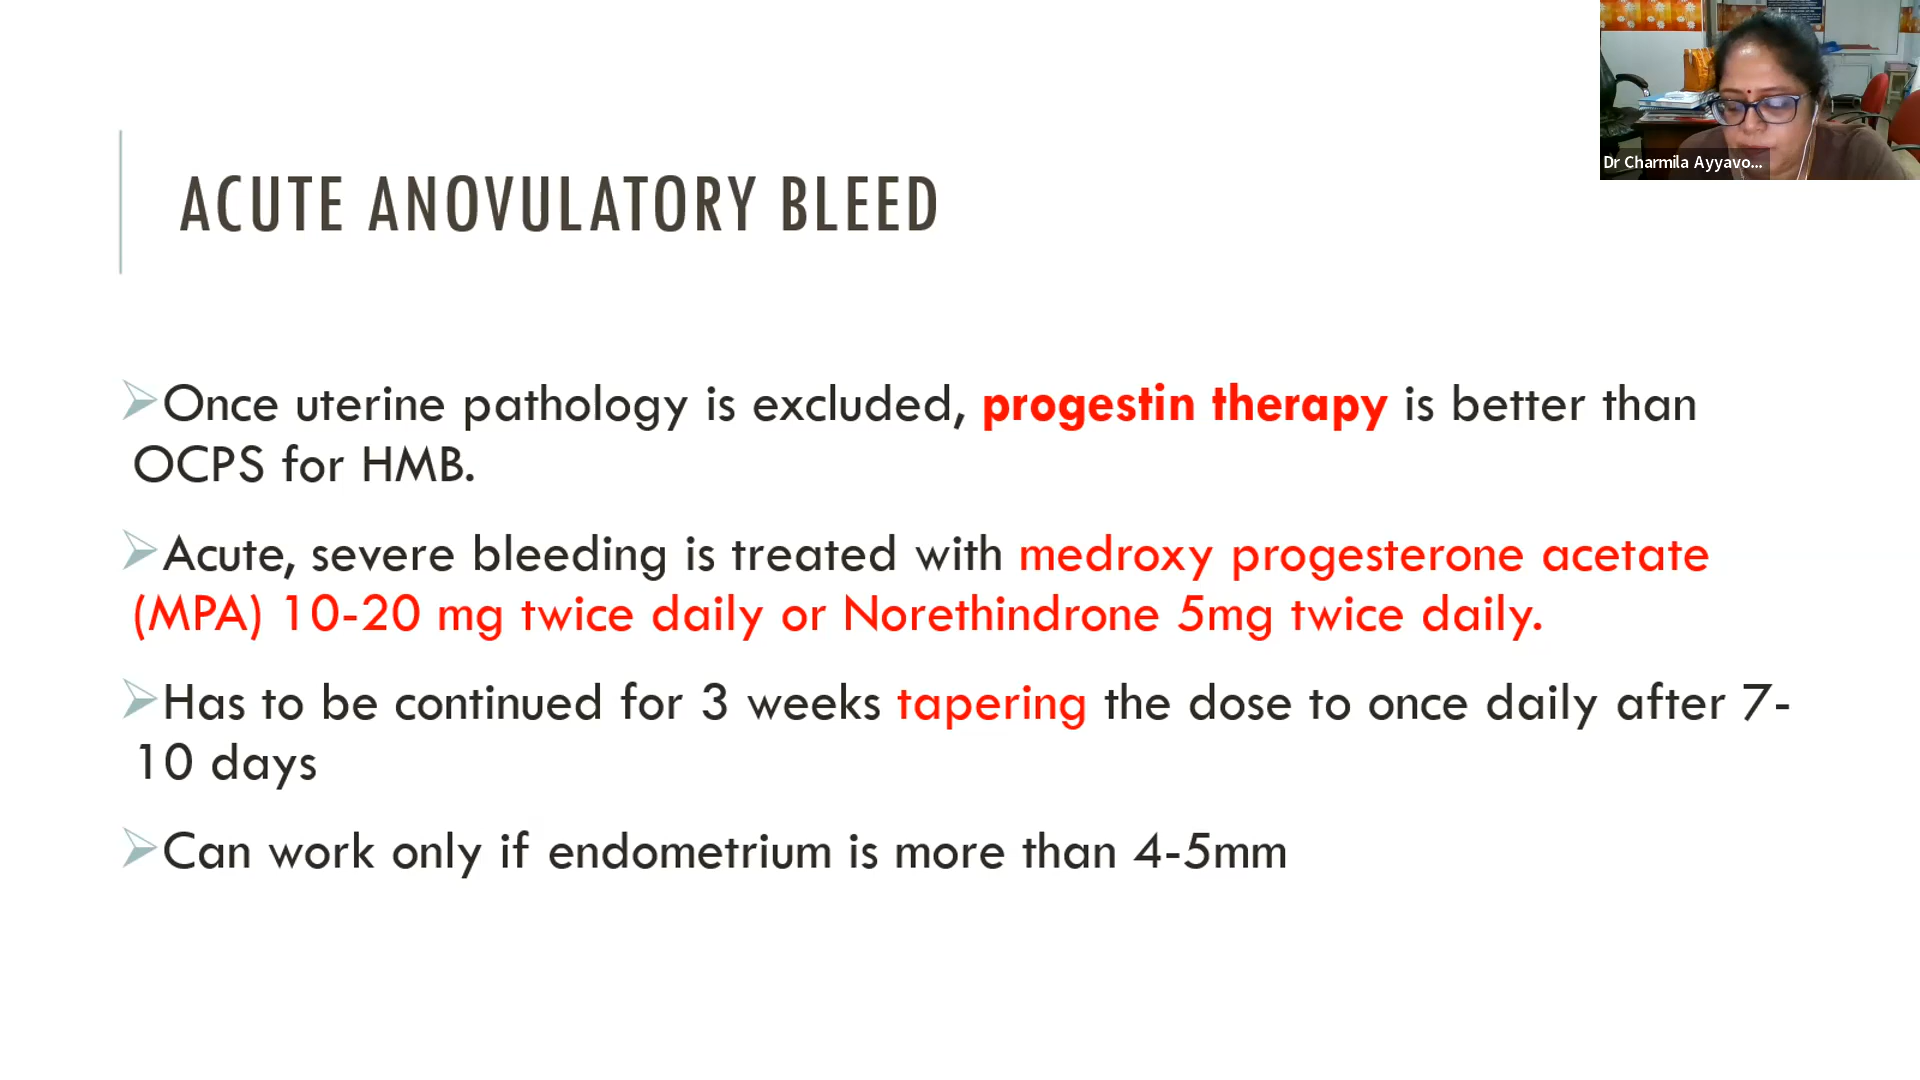 Dr Charmila Ayyavo...
ACUTE ANOVULATORY BLEED
Once uterine pathology is excluded, progestin therapy is better than
OCPS for HMB.
Acute, severe bleeding is treated with medroxy progesterone acetate
(MPA) 10-20 mg twice daily or Norethindrone 5mg twice daily.
Has to be continued for 3 weeks tapering the dose to once daily after 7-
10 days
Can work only if endometrium is more than 4-5mm